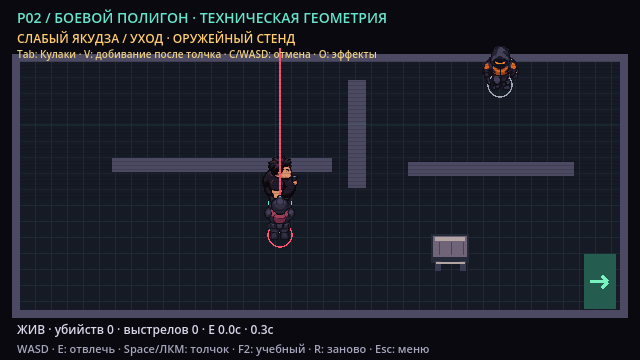 P02 / БОЕВОЙ ПОЛИГОН · ТЕХНИЧЕСКАЯ ГЕОМЕТРИЯ
СЛАБЫЙ ЯКУДЗА / УХОД · ОРУЖЕЙНЫЙ СТЕНД
Tab: Кулаки · V: добивание после толчка · C/WASD: отмена · O: эффекты
ЖИВ · убийств 0 · выстрелов 0 · E 0.0с · 0.3с
WASD · E: отвлечь · Space/ЛКМ: толчок · F2: учебный · R: заново · Esc: меню